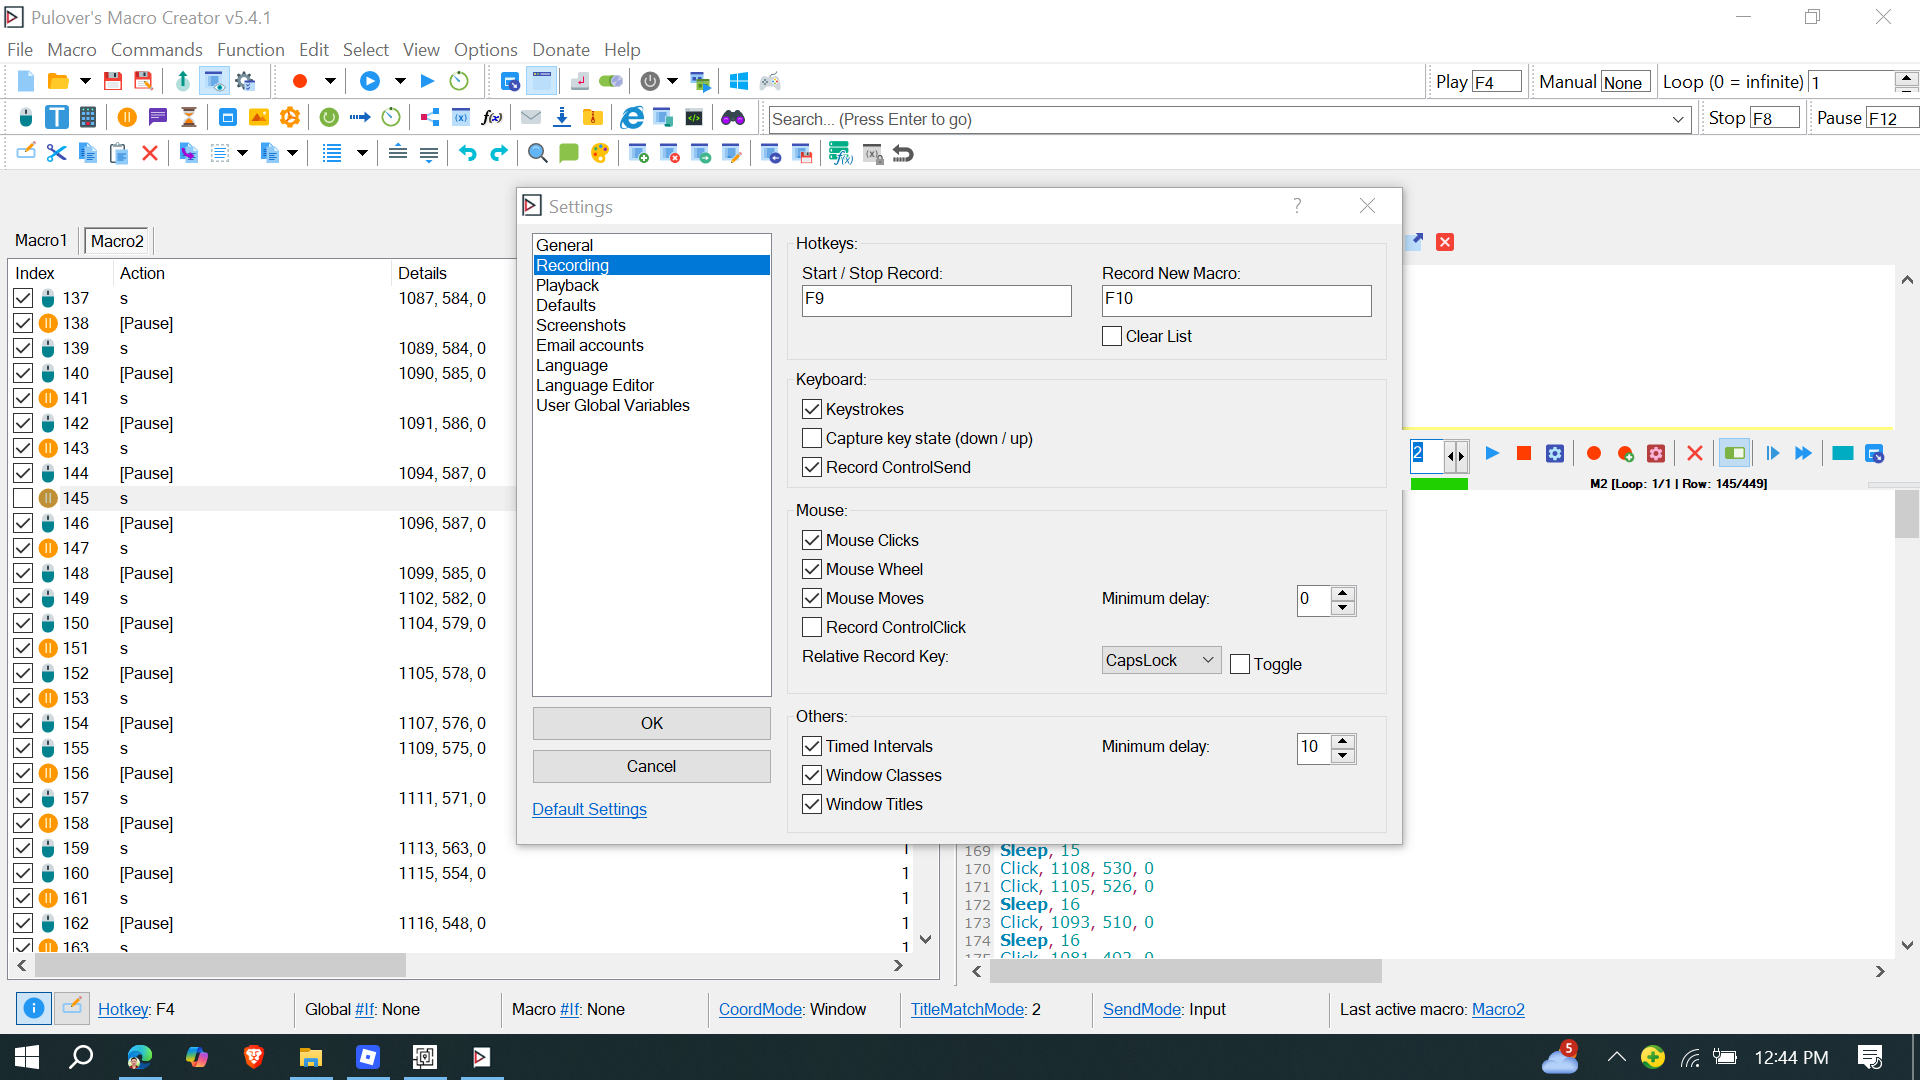 Pulover's Macro Creator v5.4.1
File Macro Commands Function Edit Select View Options Donate Help
Play F4 Manual None Loop (0 = infinite) 1
Search... (Press Enter to go)
Stop F8 Pause F12
Macro1 Macro2
Index Action Details
137 s 1087, 584, 0
138 [Pause]
139 s 1089, 584, 0
140 [Pause] 1090, 585, 0
141 s
142 [Pause] 1091, 586, 0
143 s
144 [Pause] 1094, 587, 0
145 s
146 [Pause] 1096, 587, 0
147 s
148 [Pause] 1099, 585, 0
149 s 1102, 582, 0
150 [Pause] 1104, 579, 0
151 s
152 [Pause] 1105, 578, 0
153 s
154 [Pause] 1107, 576, 0
155 s 1109, 575, 0
156 [Pause]
157 s 1111, 571, 0
158 [Pause]
159 s 1113, 563, 0 1
160 [Pause] 1115, 554, 0 1
161 s 1
162 [Pause] 1116, 548, 0 1
163 s 1
Settings
?
General
Recording
Playback
Defaults
Screenshots
Email accounts
Language
Language Editor
User Global Variables
OK
Cancel
Default Settings
Hotkeys:
Start / Stop Record: Record New Macro:
F9 F10
Clear List
Keyboard:
Keystrokes
Capture key state (down / up)
Record ControlSend
Mouse:
Mouse Clicks
Mouse Wheel
Mouse Moves Minimum delay: 0
Record ControlClick
Relative Record Key: CapsLock Toggle
Others:
Timed Intervals Minimum delay: 10
Window Classes
Window Titles
2
M2 [Loop: 1/1 | Row: 145/449]
169 Sleep, 15
170 Click, 1108, 530, 0
171 Click, 1105, 526, 0
172 Sleep, 16
173 Click, 1093, 510, 0
174 Sleep, 16
175 Click, 1081, 492, 0
Hotkey: F4 Global #If: None Macro #If: None CoordMode: Window TitleMatchMode: 2 SendMode: Input Last active macro: Macro2
5
12:44 PM